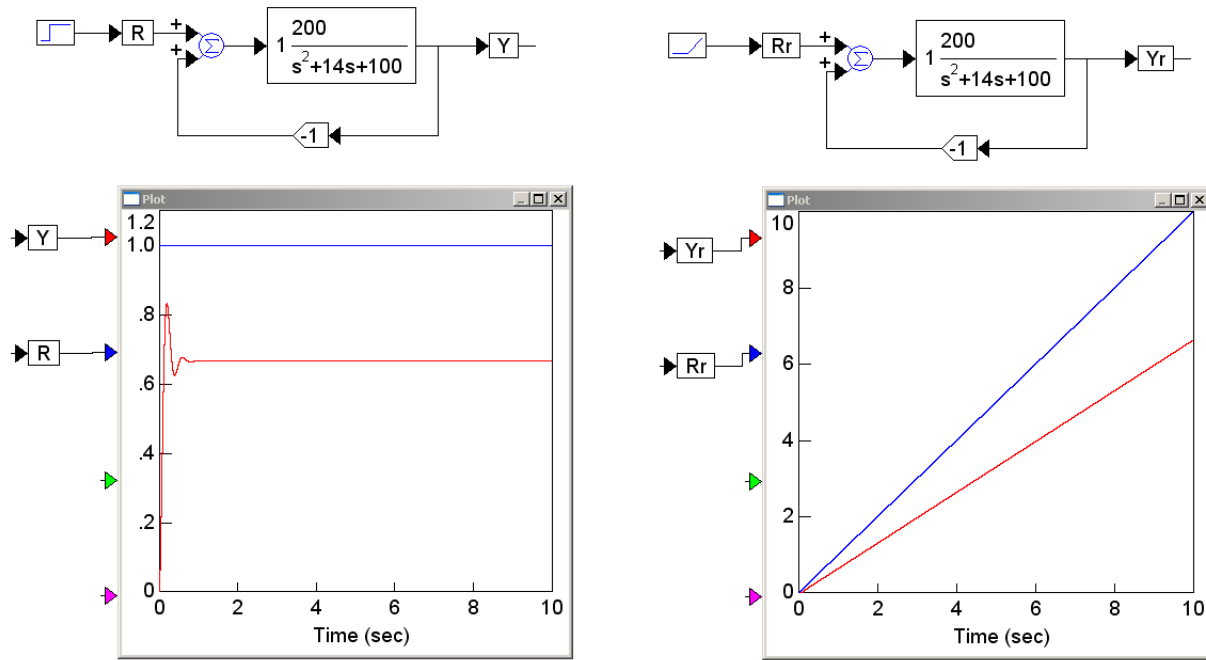 + R 1 200 Y
+ Σ s²+14s+100
-1
+ Rr 1 200 Yr
+ Σ s²+14s+100
-1
Plot
Y
R
1.2
1.0
.8
.6
.4
.2
0
0 2 4 6 8 10
Time (sec)
Plot
Yr
Rr
10
8
6
4
2
0
0 2 4 6 8 10
Time (sec)